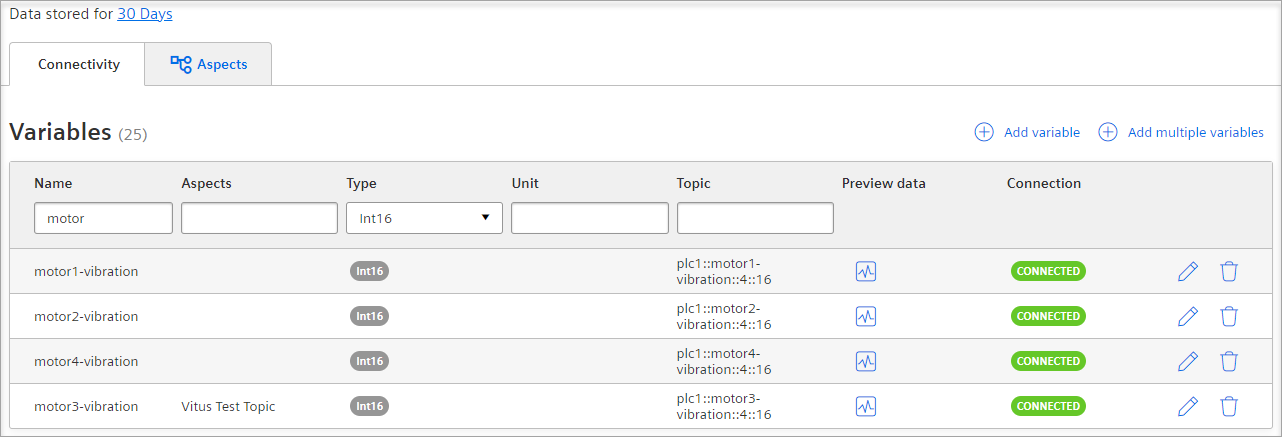 Data stored for 30 Days
Connectivity Aspects
Variables (25) Add variable Add multiple variables
Name Aspects Type Unit Topic Preview data Connection
motor Int16
motor1-vibration Int16 plc1::motor1-
vibration::4::16 CONNECTED
motor2-vibration Int16 plc1::motor2-
vibration::4::16 CONNECTED
motor4-vibration Int16 plc1::motor4-
vibration::4::16 CONNECTED
motor3-vibration Vitus Test Topic Int16 plc1::motor3-
vibration::4::16 CONNECTED